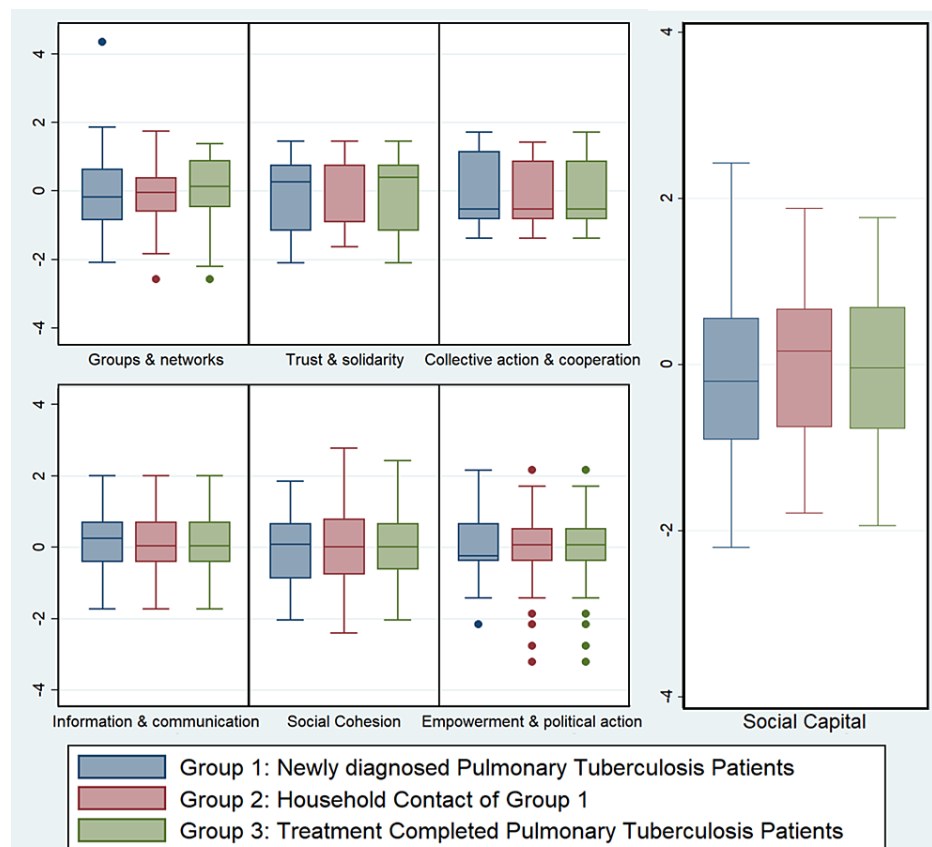 4
2
0
-2
-4
Groups & networks
Trust & solidarity
Collective action & cooperation
4
2
0
-2
-4
Information & communication
Social Cohesion
Empowerment & political action
4
2
0
-2
-4
Social Capital
Group 1: Newly diagnosed Pulmonary Tuberculosis Patients
Group 2: Household Contact of Group 1
Group 3: Treatment Completed Pulmonary Tuberculosis Patients